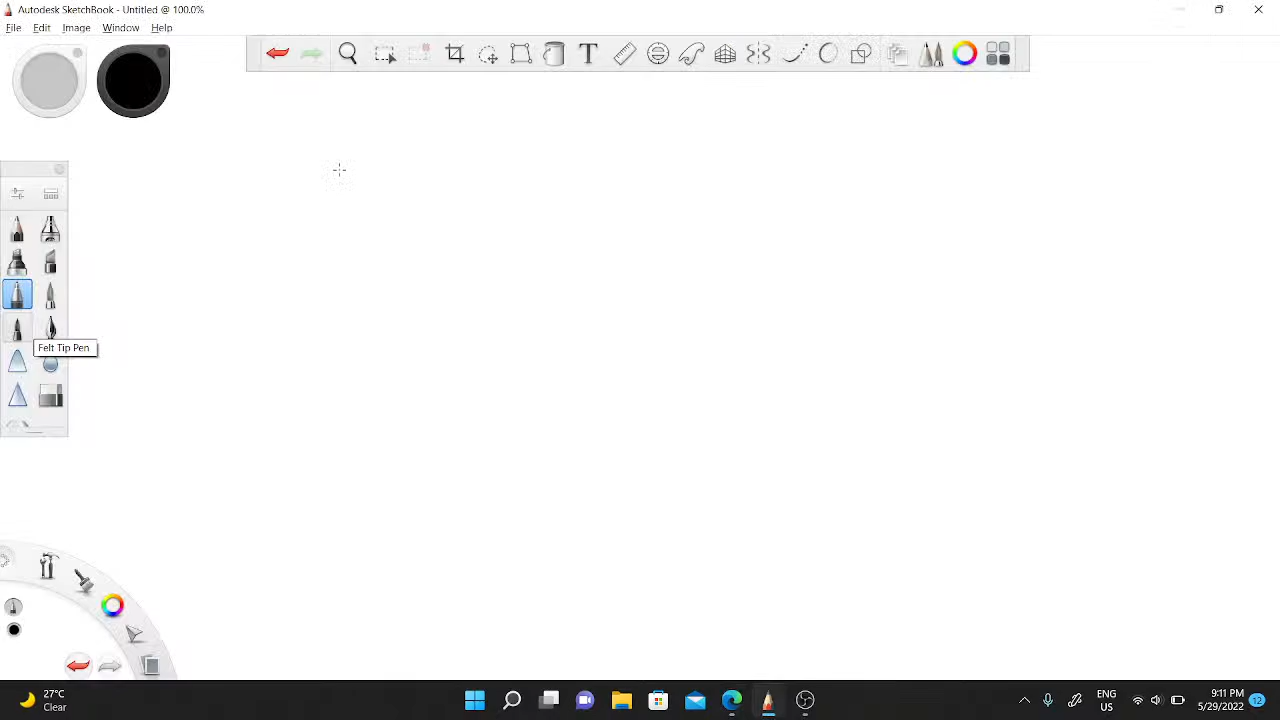 Autodesk SketchBook - Untitled @ 100.0%
File Edit Image Window Help
T
Felt Tip Pen
27°C
Clear
ENG
US
9:11 PM
5/29/2022
12